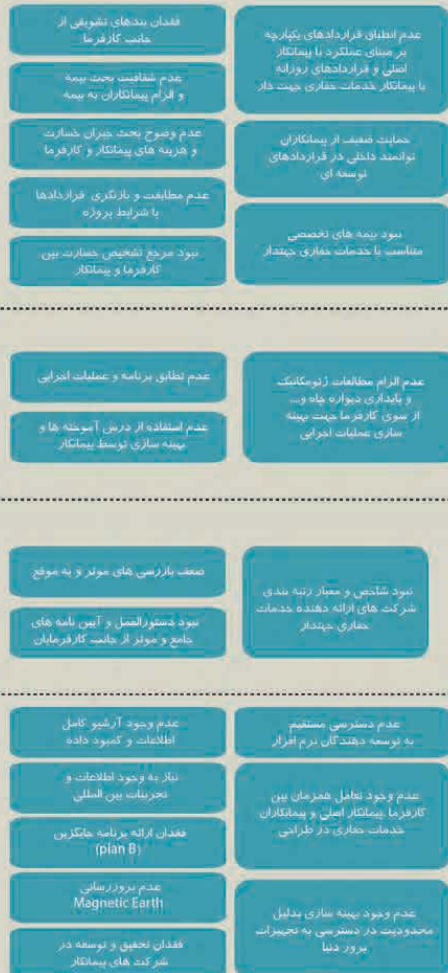 عدم انطباق قراردادهای یکپارچه
بر مبنای عملکرد با پیمانکار
اصلی و قراردادهای روزانه
با پیمانکار خدمات حفاری جهت دار
حمایت ضعیف از پیمانکاران
توانمند داخلی در قراردادهای
توسعه ای
نبود بیمه های تخصصی
متناسب با خدمات حفاری جهتدار
فقدان بندهای تشویقی از
جانب کارفرما
عدم شفافیت بحث بیمه
و الزام پیمانکاران به بیمه
عدم وضوح بحث جبران خسارت
و هزینه های پیمانکار و کارفرما
عدم مطابقت و بازنگری قراردادها
با شرایط پروژه
نبود مرجع تشخیص خسارت بین
کارفرما و پیمانکار
عدم الزام مطالعات ژئومکانیک
و پایداری دیواره چاه و...
از سوی کارفرما جهت بهینه
سازی عملیات اجرایی
عدم تطابق برنامه و عملیات اجرایی
عدم استفاده از درس آموخته ها و
بهینه سازی توسط پیمانکار
نبود شاخص و معیار رتبه بندی
شرکت های ارائه دهنده خدمات
حفاری جهتدار
ضعف بازرسی های موثر و به موقع
نبود دستورالعمل و آیین نامه های
جامع و موثر از جانب کارفرمایان
عدم دسترسی مستقیم
به توسعه دهندگان نرم افزار
عدم وجود تعامل همزمان بین
کارفرما، پیمانکار اصلی و پیمانکاران
خدمات حفاری در طراحی
عدم وجود بهینه سازی بدلیل
محدودیت در دسترسی به تجهیزات
بروز دنیا
عدم وجود آرشیو کامل
اطلاعات و کمبود داده
نیاز به وجود اطلاعات و
تجربیات بین المللی
فقدان ارائه برنامه جایگزین
(plan B)
عدم بروزرسانی
Magnetic Earth
فقدان تحقیق و توسعه در
شرکت های پیمانکار